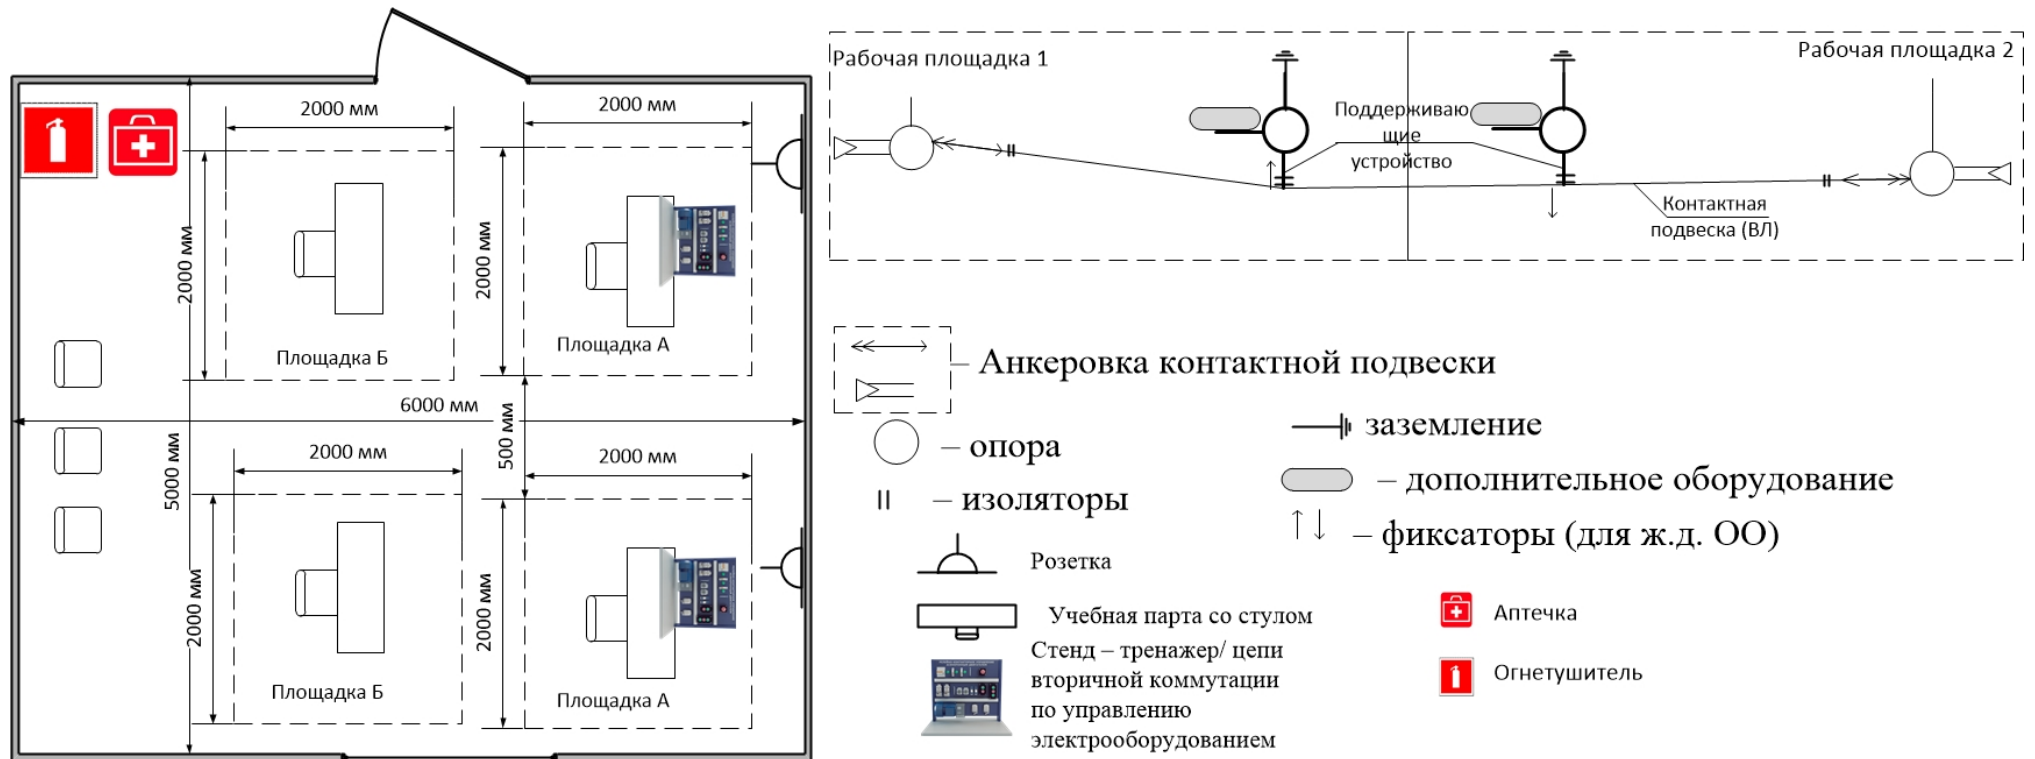 2000 мм
2000 мм
2000 мм
2000 мм
Площадка Б
Площадка А
6000 мм
5000 мм
500 мм
2000 мм
2000 мм
2000 мм
2000 мм
Площадка Б
Площадка А
Рабочая площадка 1
Рабочая площадка 2
Поддерживаю
щие
устройство
Контактная
подвеска (ВЛ)
– Анкеровка контактной подвески
– опора
– изоляторы
заземление
– дополнительное оборудование
– фиксаторы (для ж.д. ОО)
Розетка
Учебная парта со стулом
Стенд – тренажер/ цепи
вторичной коммутации
по управлению
электрооборудованием
Аптечка
Огнетушитель